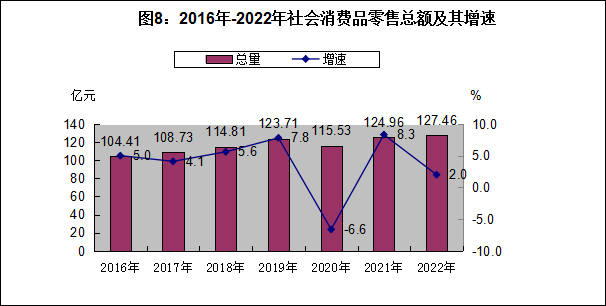 图8：2016年-2022年社会消费品零售总额及其增速
总量 增速
亿元 %
140 120 100 80 60 40 20 0
104.41 108.73 114.81 123.71 115.53 124.96 127.46
5.0 4.1 5.6 7.8 -6.6 8.3 2.0
10.0 5.0 0.0 -5.0 -10.0
2016年 2017年 2018年 2019年 2020年 2021年 2022年